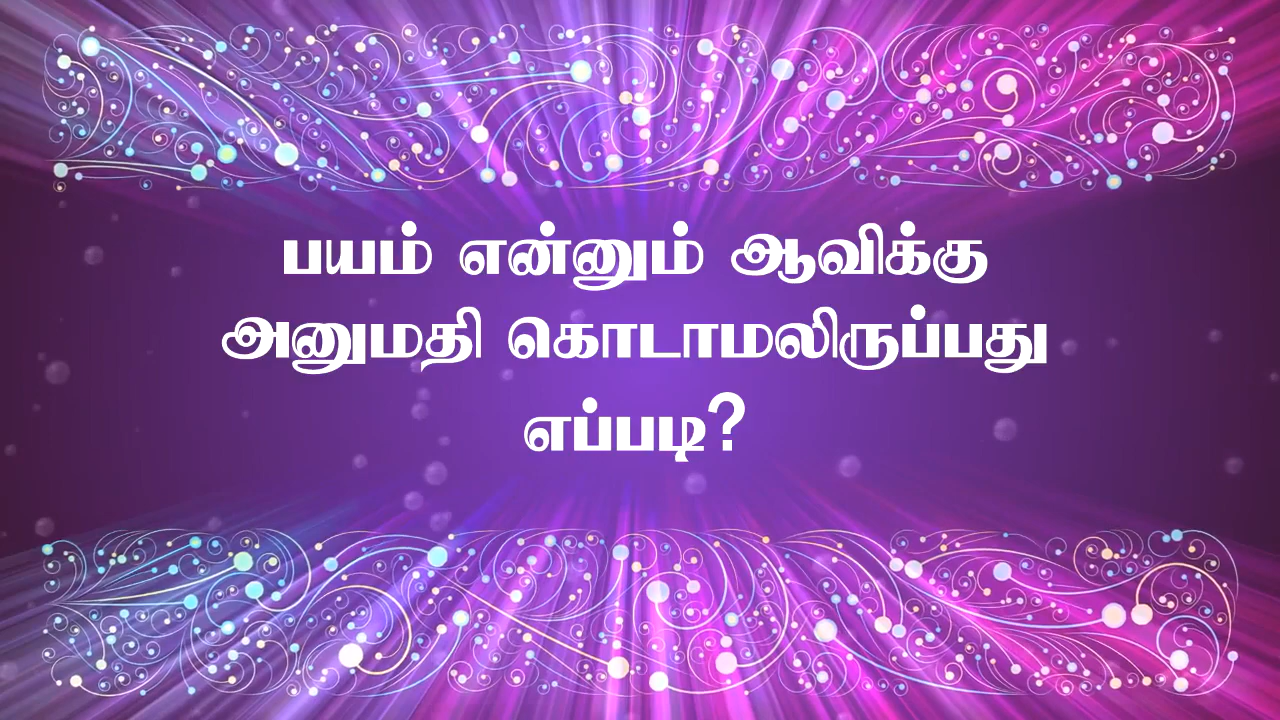 பயம் என்னும் ஆவிக்கு
அனுமதி கொடாமலிருப்பது
எப்படி?